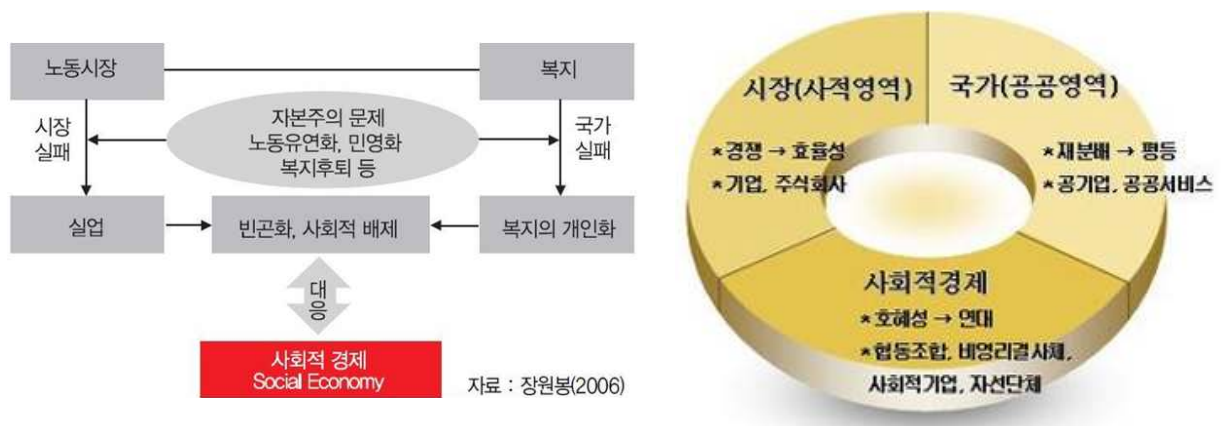 노동시장
복지
시장
실패
자본주의 문제
노동유연화, 민영화
복지후퇴 등
국가
실패
실업
빈곤화, 사회적 배제
복지의 개인화
대
응
사회적 경제
Social Economy
자료 : 장원봉(2006)
시장(사적영역)
*경쟁 → 효율성
*기업, 주식회사
국가(공공영역)
*재분배 → 평등
*공기업, 공공서비스
사회적경제
*호혜성 → 연대
*협동조합, 비영리결사체,
사회적기업, 자선단체